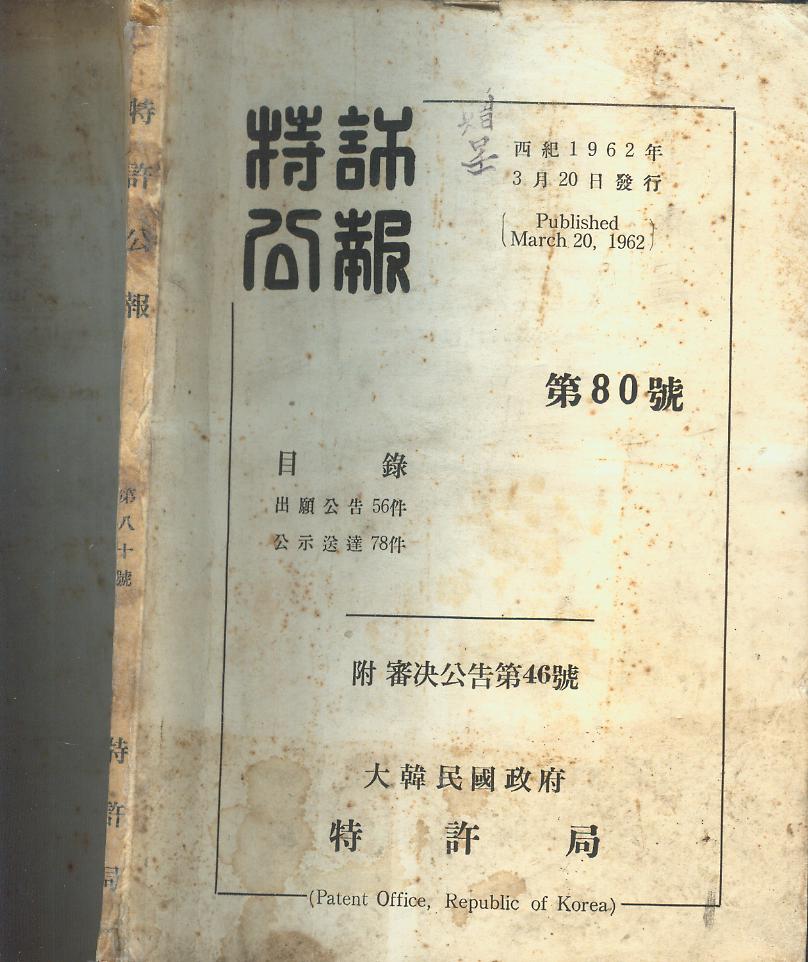 特許公報
第八十號
特許局
特許
公報
西紀1962年
3月20日發行
(Published
March 20, 1962)
第80號
目錄
出願公告 56件
公示送達 78件
附 審決公告第46號
大韓民國政府
特許局
(Patent Office, Republic of Korea)